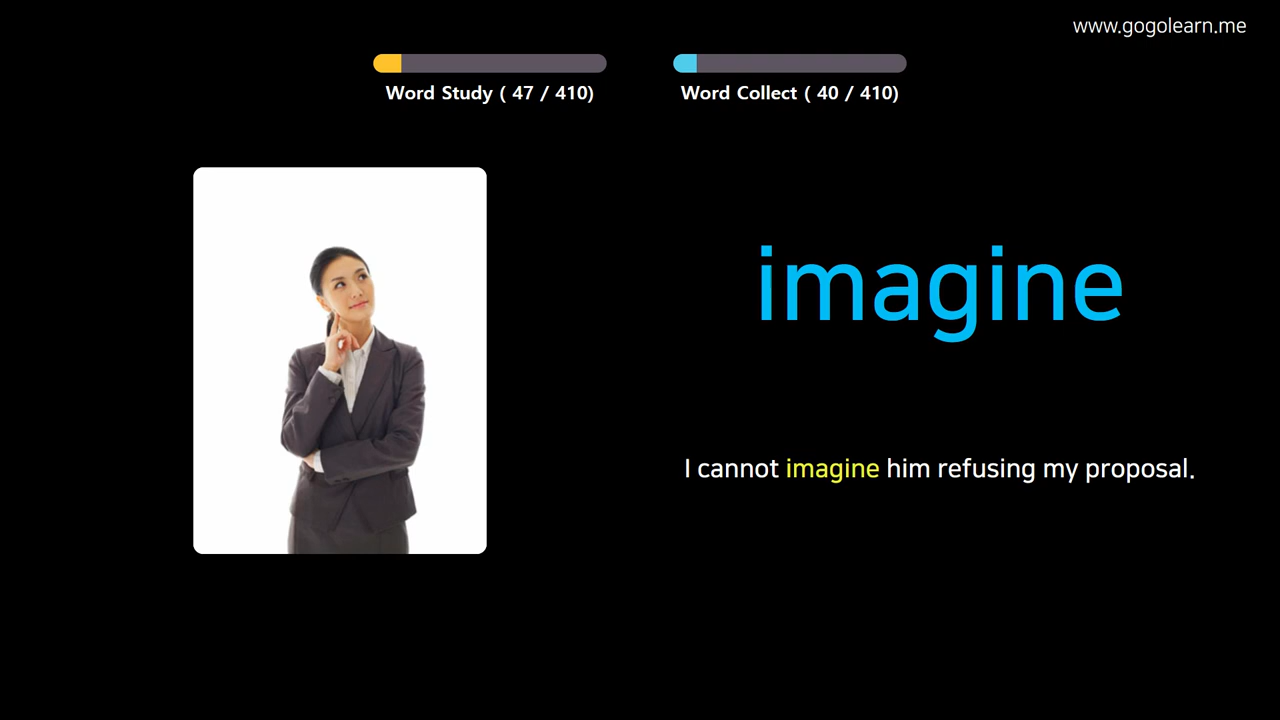 www.gogolearn.me
Word Study ( 47 / 410)
Word Collect ( 40 / 410)
imagine
I cannot imagine him refusing my proposal.